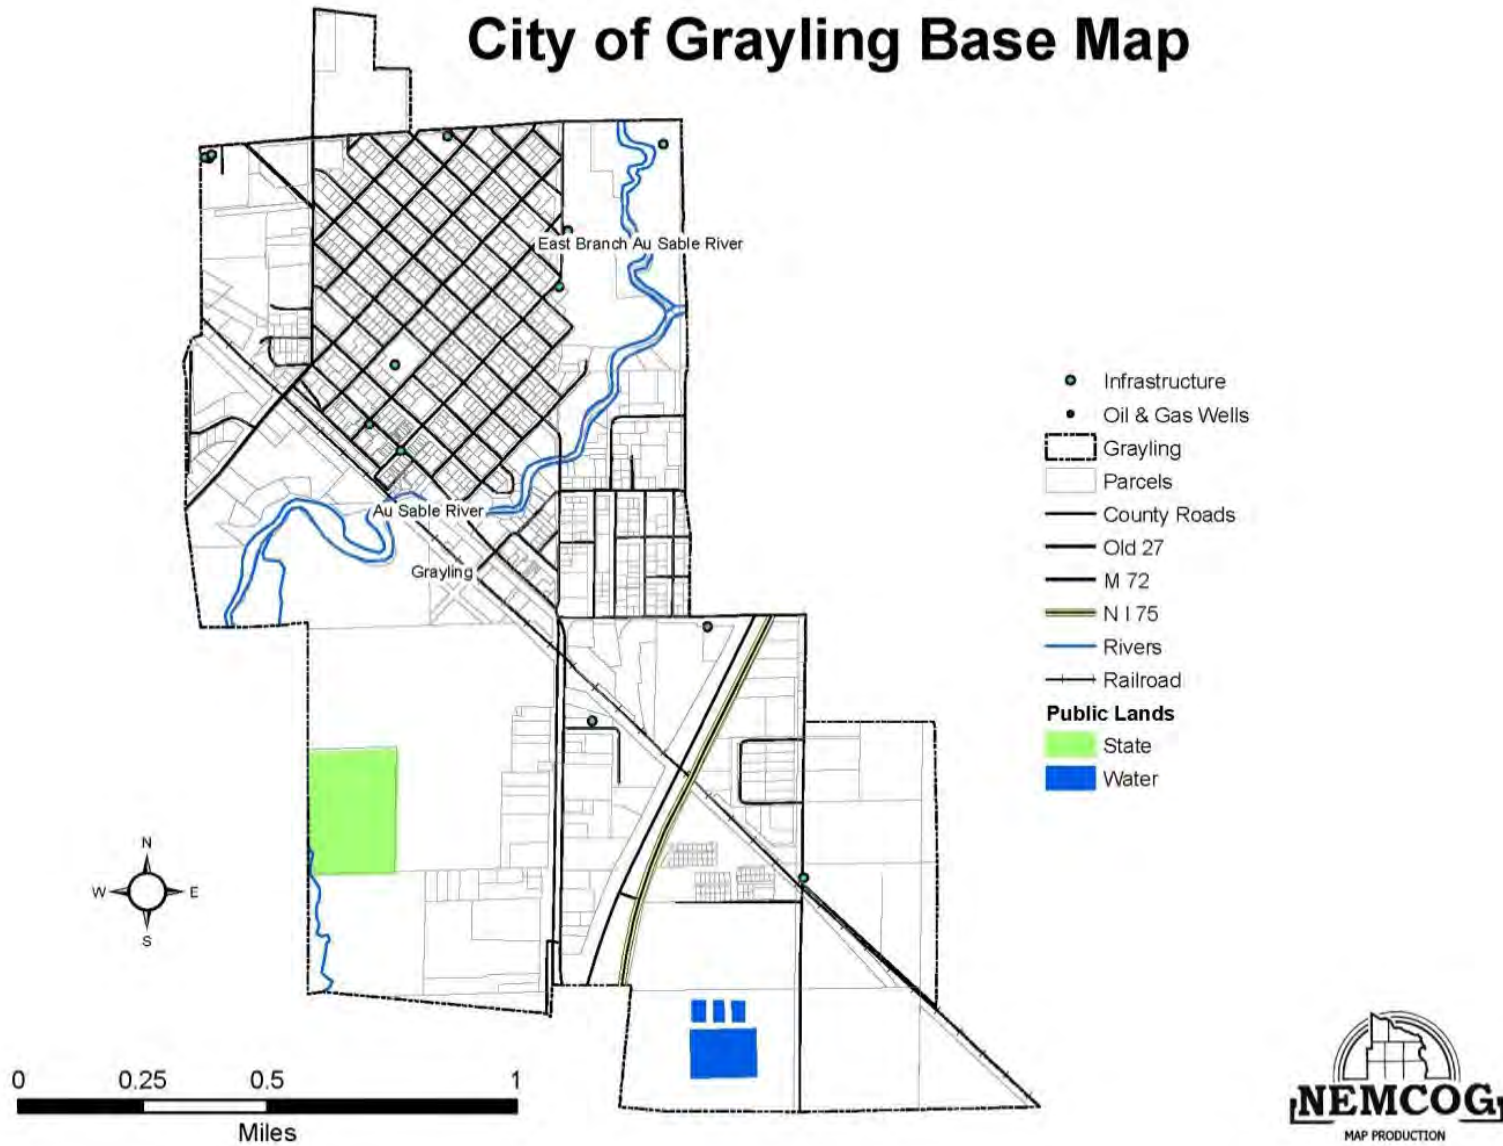 City of Grayling Base Map
East Branch Au Sable River
Au Sable River
Grayling
Infrastructure
Oil & Gas Wells
Grayling
Parcels
County Roads
Old 27
M 72
N I 75
Rivers
Railroad
Public Lands
State
Water
N
W E
S
0 0.25 0.5 1
Miles
NEMCOG
MAP PRODUCTION